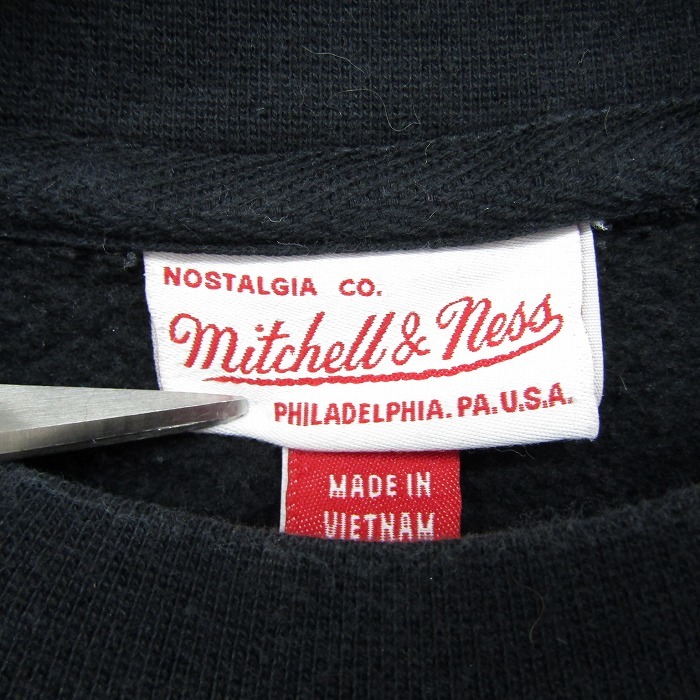 NOSTALGIA CO.
Mitchell & Ness
PHILADELPHIA. PA. U.S.A.
MADE IN
VIETNAM